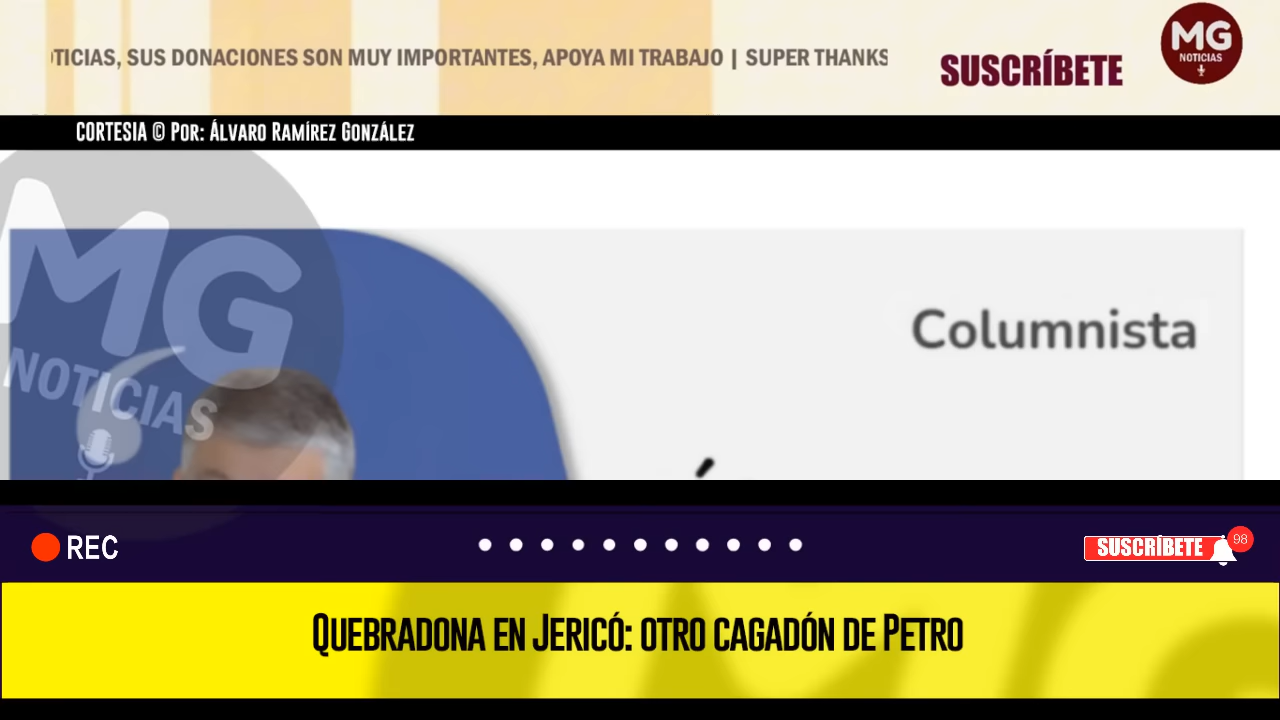 TICIAS, SUS DONACIONES SON MUY IMPORTANTES, APOYA MI TRABAJO | SUPER THANKS
SUSCRÍBETE
MG
NOTICIAS
CORTESIA © Por: Álvaro Ramírez González
MG
NOTICIAS
Columnista
REC
SUSCRÍBETE
98
Quebradona en Jericó: otro cagadón de Petro